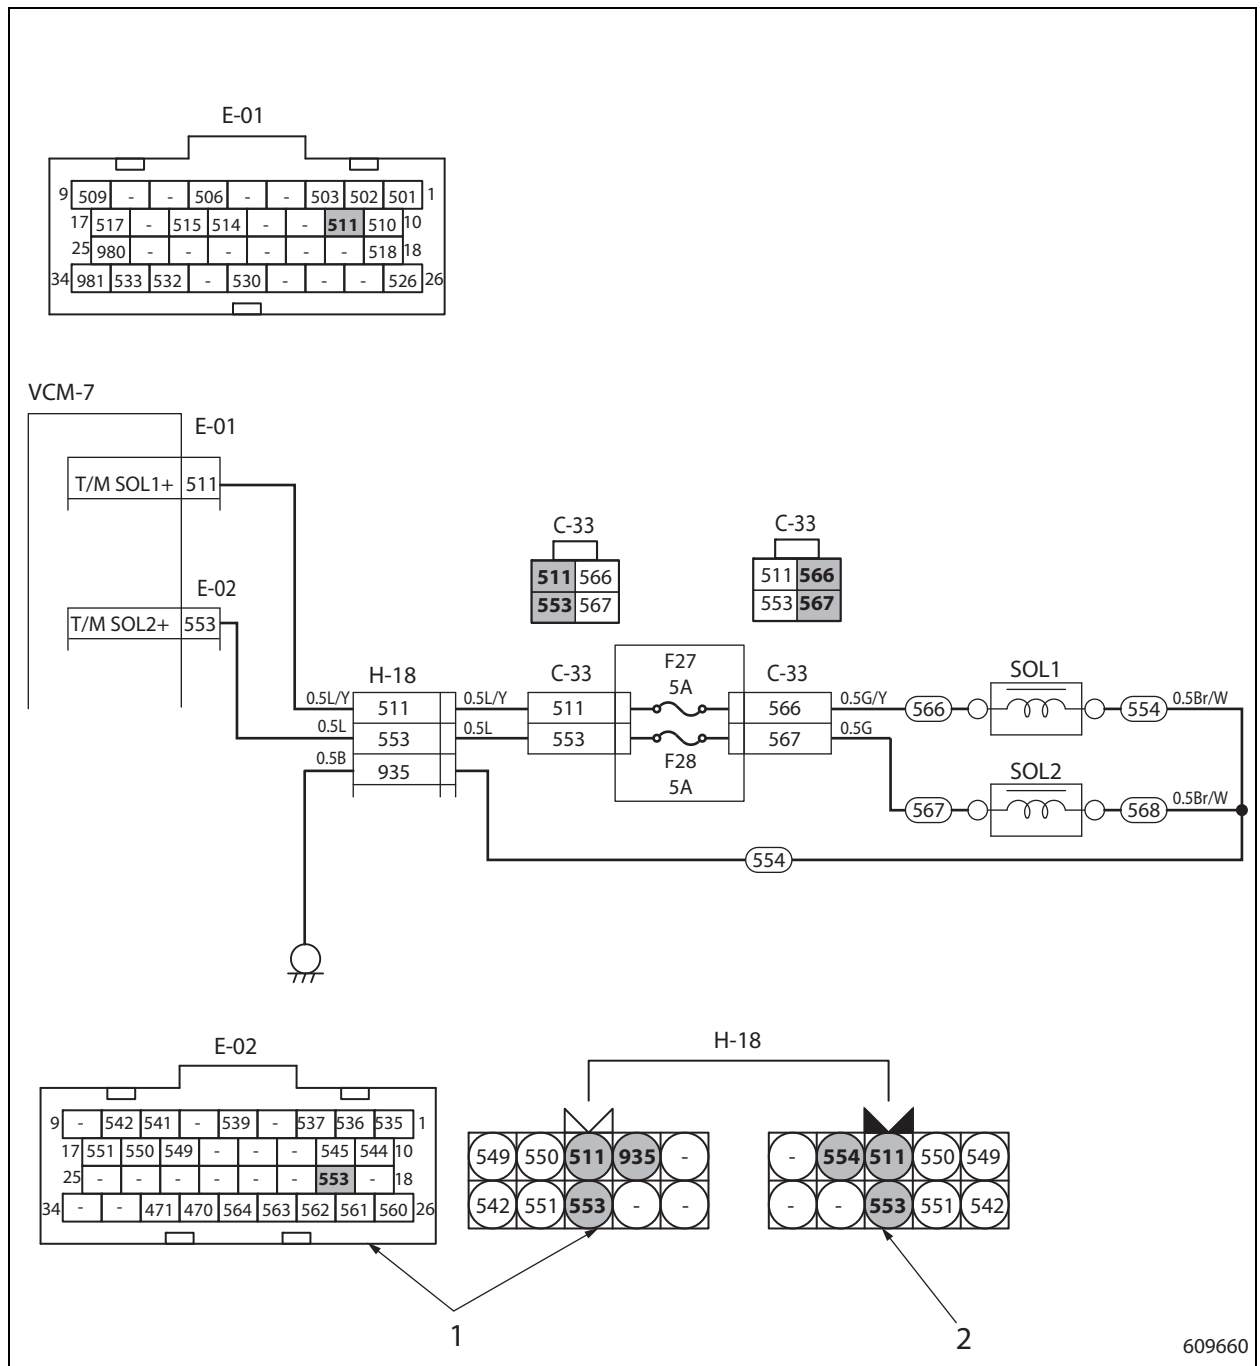 E-01
9 509 - - 506 - - 503 502 501 1
17 517 - 515 514 - - 511 510 10
25 980 - - - - - - 518 18
34 981 533 532 - 530 - - - 526 26
VCM-7
E-01
T/M SOL1+ 511
E-02
T/M SOL2+ 553
C-33
511 566
553 567
C-33
511 566
553 567
H-18
C-33
F27
5A
C-33
SOL1
0.5L/Y 511 0.5L/Y 511 566 0.5G/Y 566 554 0.5Br/W
0.5L 553 0.5L 553 567 0.5G
0.5B 935
F28
5A
SOL2
567 568 0.5Br/W
554
E-02
9 - 542 541 - 539 - 537 536 535 1
17 551 550 549 - - - 545 544 10
25 - - - - - - 553 - 18
34 - - 471 470 564 563 562 561 560 26
H-18
549 550 511 935 -
542 551 553 - -
- 554 511 550 549
- - 553 551 542
1
2
609660